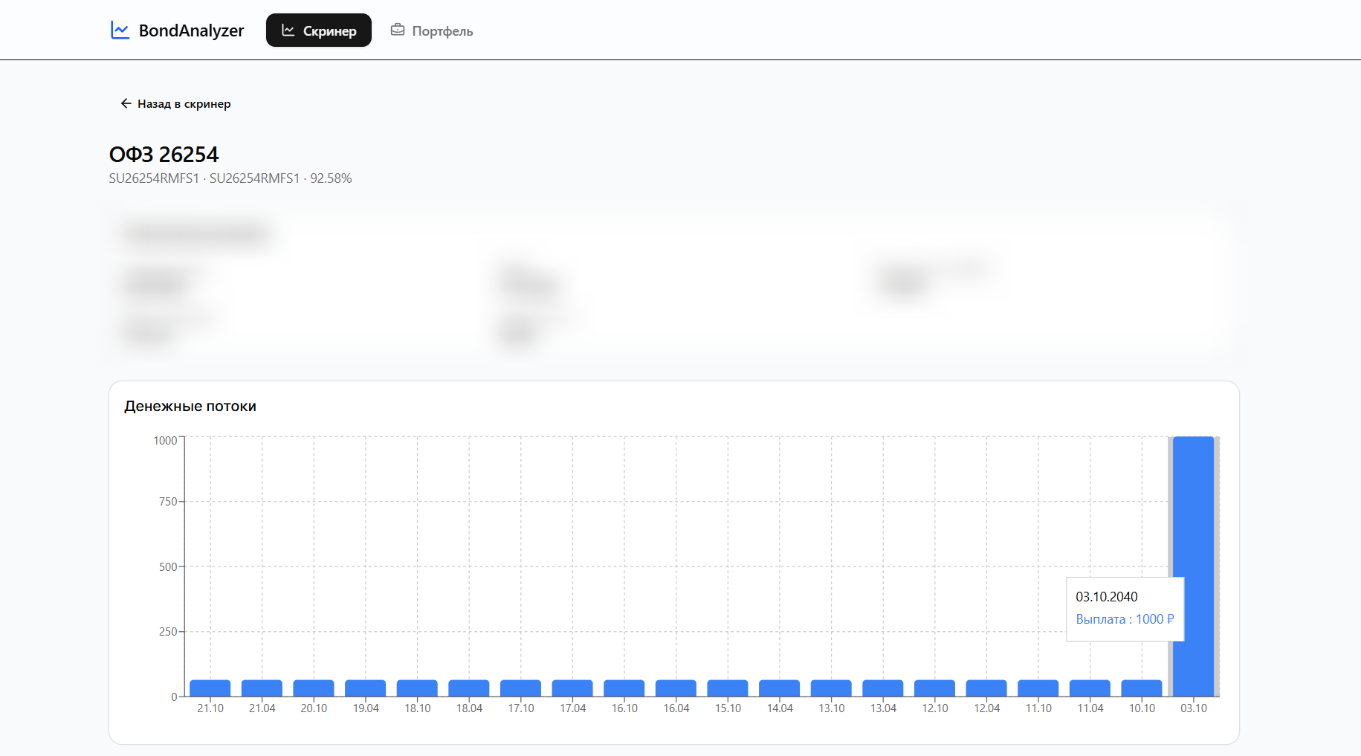 BondAnalyzer
Скринер
Портфель
Назад в скринер
ОФЗ 26254
SU26254RMFS1 · SU26254RMFS1 · 92.58%
Денежные потоки
1000
750
500
250
0
03.10.2040
Выплата : 1000 ₽
21.10 21.04 20.10 19.04 18.10 18.04 17.10 17.04 16.10 16.04 15.10 14.04 13.10 13.04 12.10 12.04 11.10 11.04 10.10 03.10